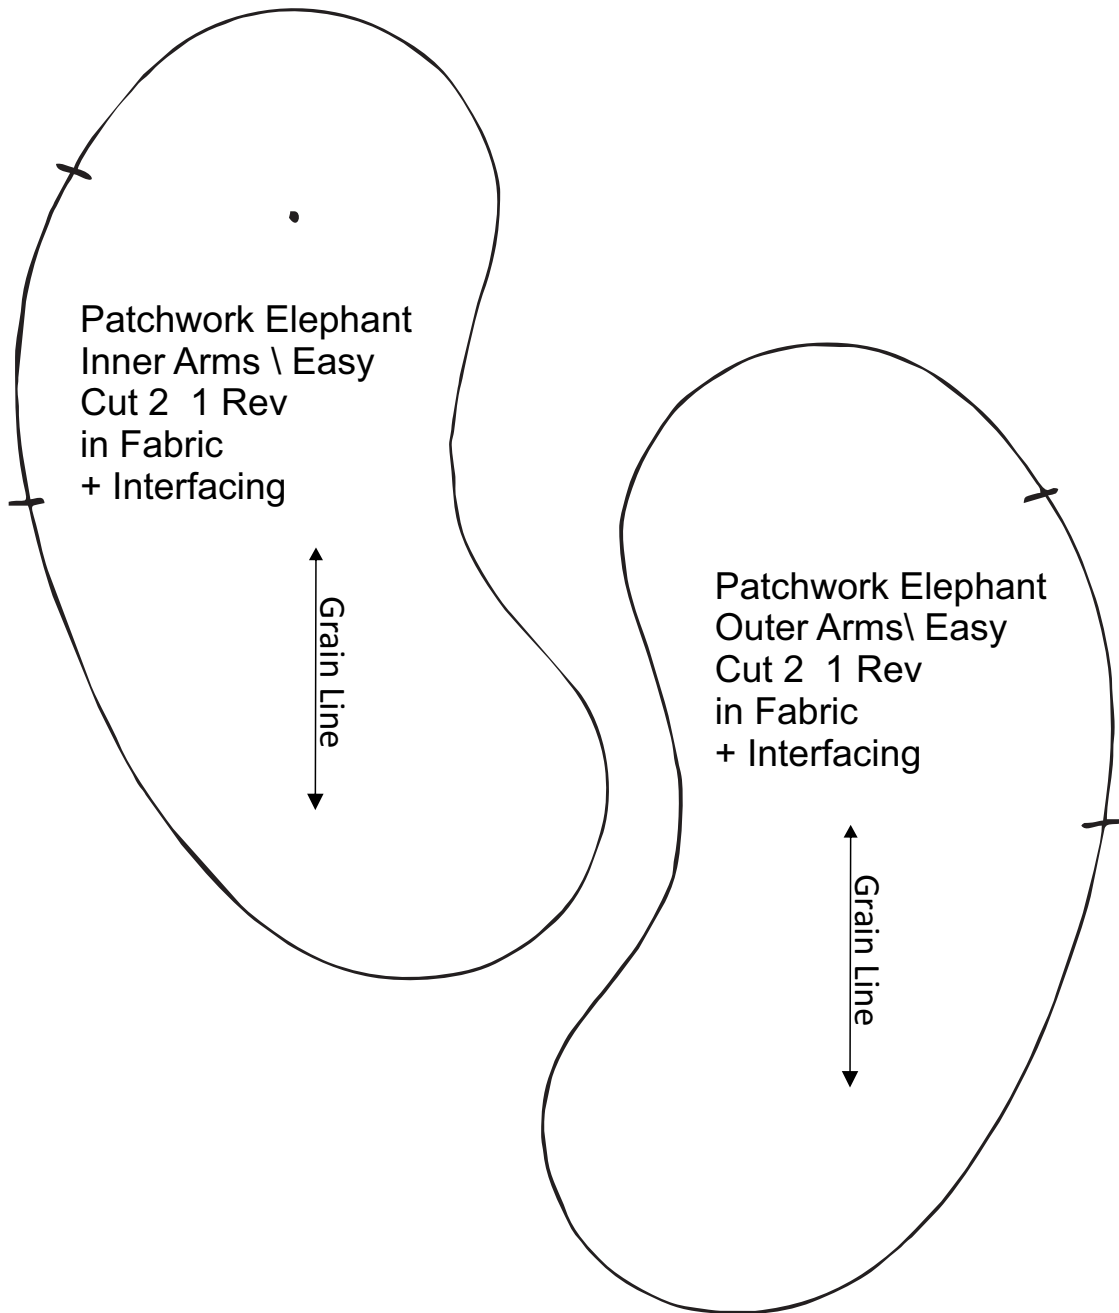 Patchwork Elephant
Inner Arms \ Easy
Cut 2  1 Rev
in Fabric
+ Interfacing
Grain Line
Patchwork Elephant
Outer Arms\ Easy
Cut 2  1 Rev
in Fabric
+ Interfacing
Grain Line